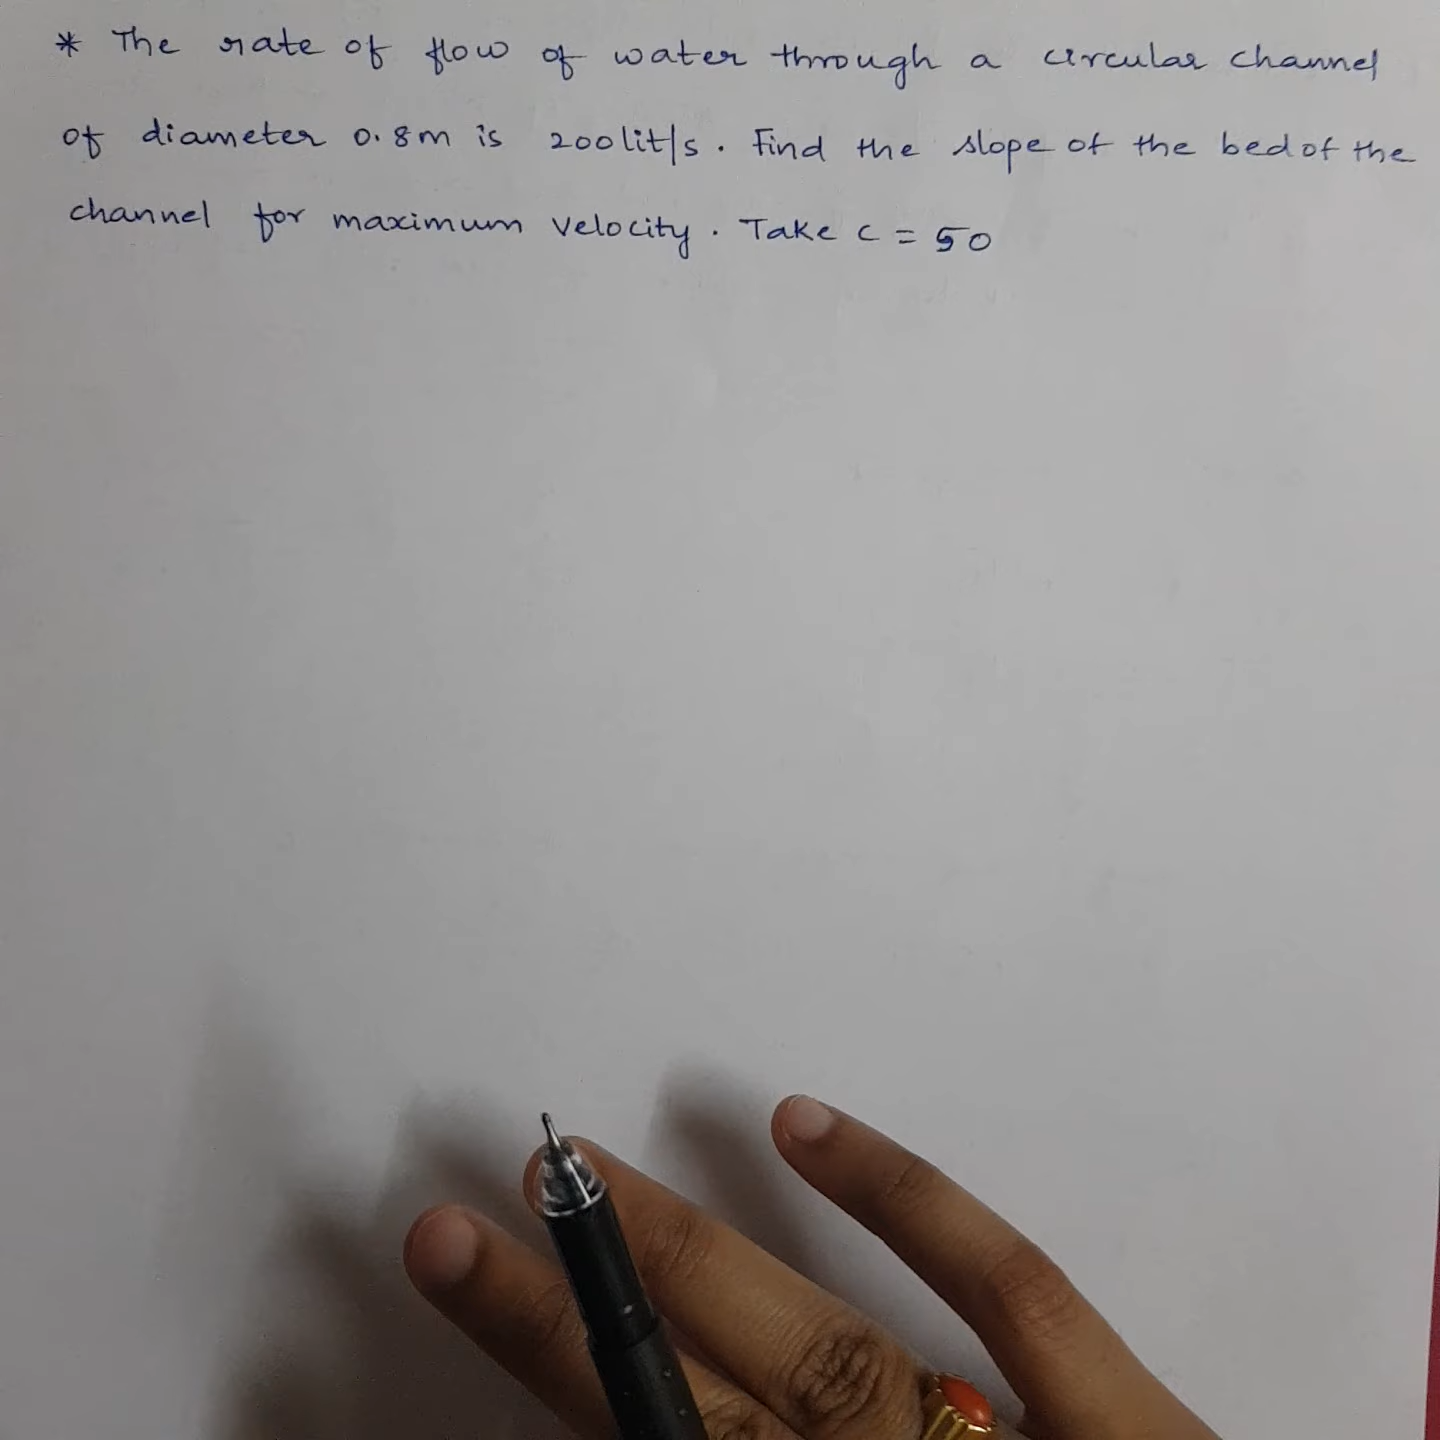 * The rate of flow of water through a circular channel
of diameter 0.8m is 200lit/s. Find the slope of the bed of the
channel for maximum velocity. Take c = 50